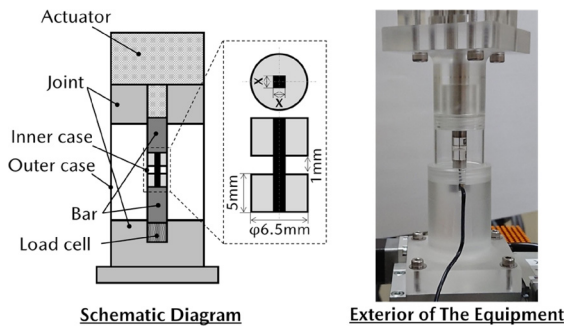 Actuator
Joint
Inner case
Outer case
Bar
Load cell
X
X
1mm
5mm
φ6.5mm
Schematic Diagram
Exterior of The Equipment